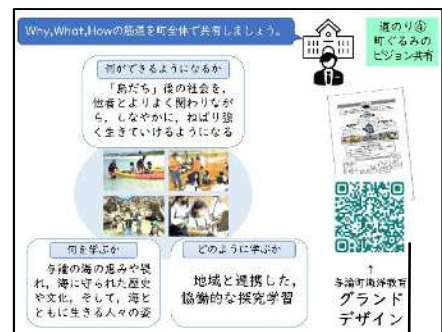 Why,What,Howの筋道を町全体で共有しましょう。
道のり④
町ぐるみの
ビジョン共有
何ができるようになるか
「島だち」後の社会を,
他者とよりよく関わりなが
ら,しなやかに,ねばり強
く生きていけるようになる
何を学ぶか
与論の海の恵みや畏
れ,海に守られた歴史
や文化,そして,海と
ともに生きる人々の姿
どのように学ぶか
地域と連携した,
協働的な探究学習
↑
与論町海洋教育
グランド
デザイン